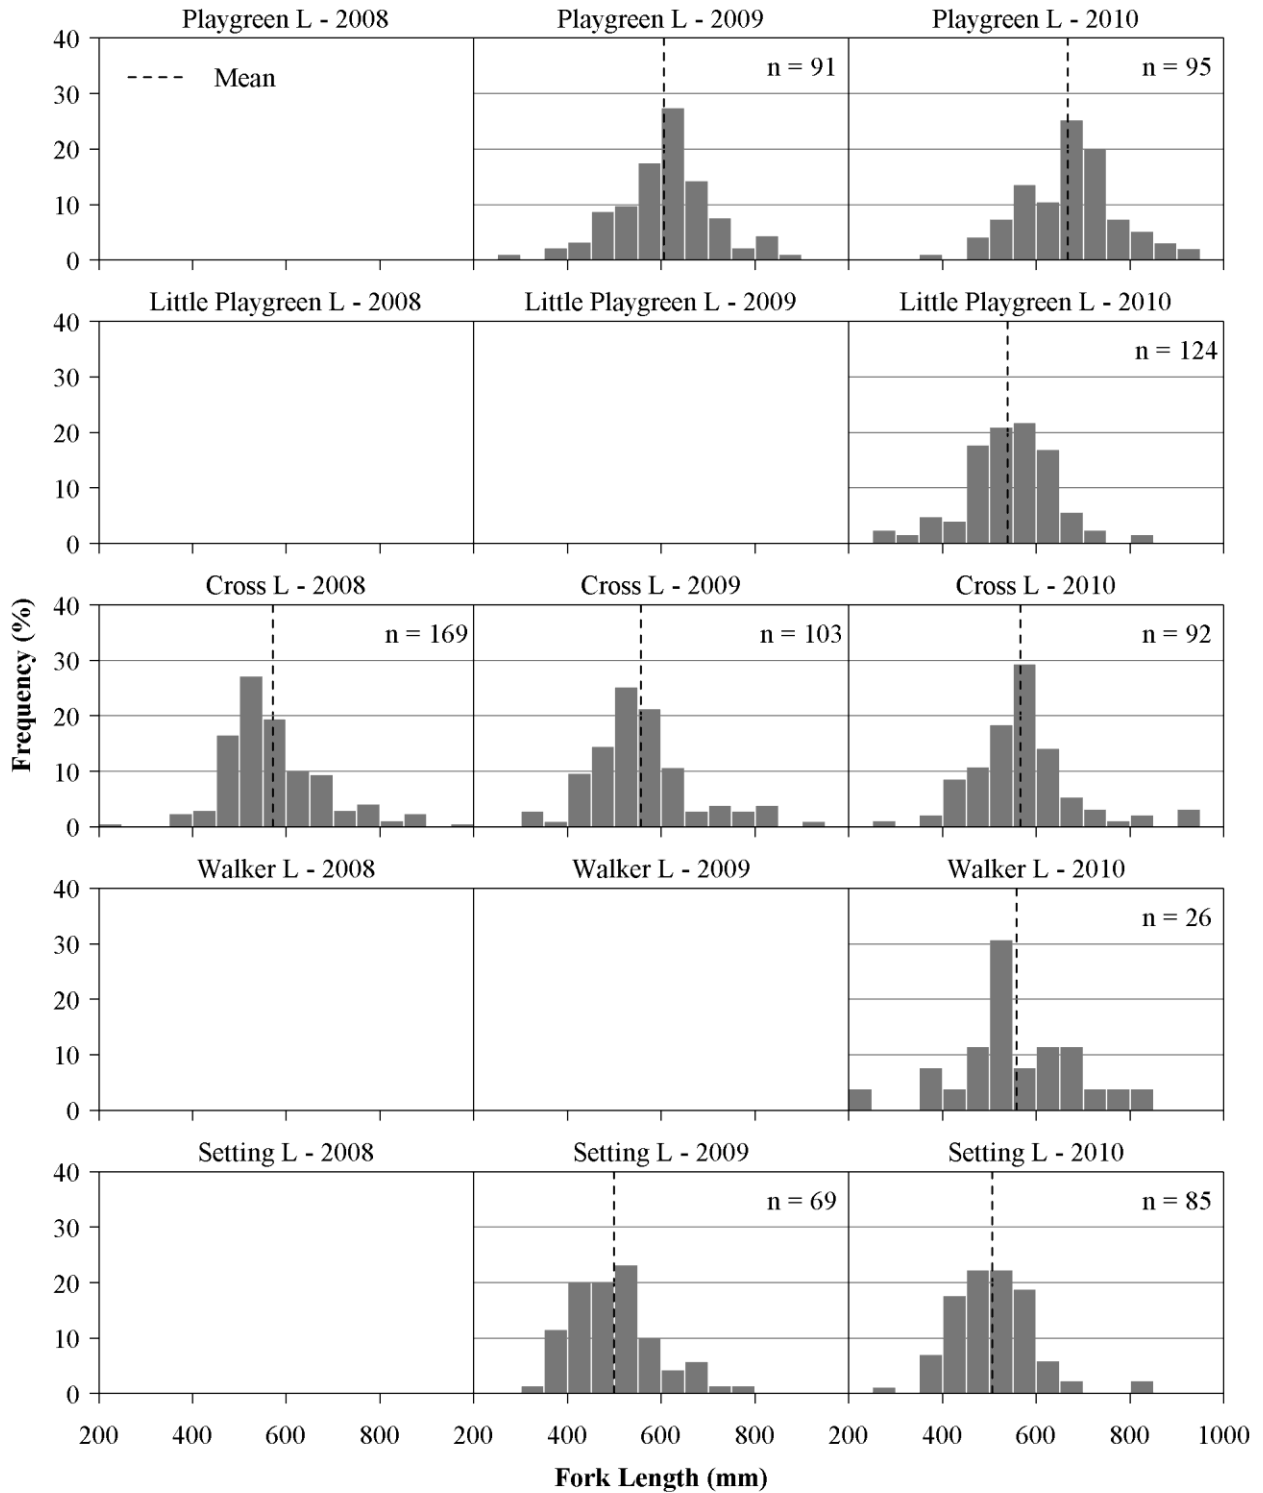 Playgreen L - 2008 Playgreen L - 2009 Playgreen L - 2010
40
Mean n = 91 n = 95
30
20
10
0
Little Playgreen L - 2008 Little Playgreen L - 2009 Little Playgreen L - 2010
40
n = 124
30
20
10
0
Cross L - 2008 Cross L - 2009 Cross L - 2010
40
n = 169 n = 103 n = 92
30
20
10
0
Walker L - 2008 Walker L - 2009 Walker L - 2010
40
n = 26
30
20
10
0
Setting L - 2008 Setting L - 2009 Setting L - 2010
40
n = 69 n = 85
30
20
10
0
200 400 600 800 200 400 600 800 200 400 600 800 1000
Fork Length (mm)
Frequency (%)